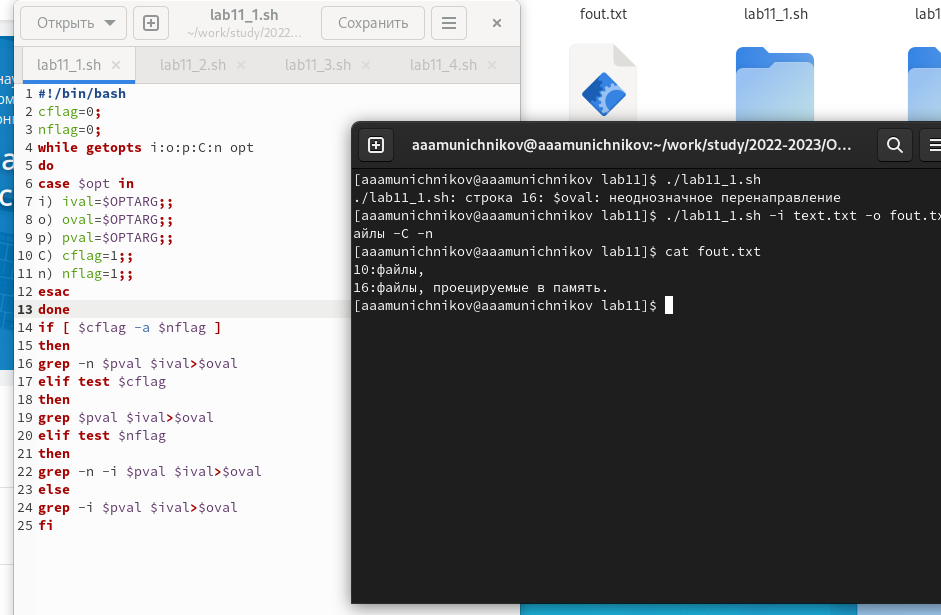 Открыть
lab11_1.sh
~/work/study/2022...
Сохранить
lab11_1.sh
lab11_2.sh
lab11_3.sh
lab11_4.sh
1 #!/bin/bash
2 cflag=0;
3 nflag=0;
4 while getopts i:o:p:C:n opt
5 do
6 case $opt in
7 i) ival=$OPTARG;;
8 o) oval=$OPTARG;;
9 p) pval=$OPTARG;;
10 C) cflag=1;;
11 n) nflag=1;;
12 esac
13 done
14 if [ $cflag -a $nflag ]
15 then
16 grep -n $pval $ival>$oval
17 elif test $cflag
18 then
19 grep $pval $ival>$oval
20 elif test $nflag
21 then
22 grep -n -i $pval $ival>$oval
23 else
24 grep -i $pval $ival>$oval
25 fi
fout.txt
lab11_1.sh
lab1
aaamunichnikov@aaamunichnikov:~/work/study/2022-2023/О...
[aaamunichnikov@aaamunichnikov lab11]$ ./lab11_1.sh
./lab11_1.sh: строка 16: $oval: неоднозначное перенаправление
[aaamunichnikov@aaamunichnikov lab11]$ ./lab11_1.sh -i text.txt -o fout.tx
айлы -C -n
[aaamunichnikov@aaamunichnikov lab11]$ cat fout.txt
10:файлы,
16:файлы, проецируемые в память.
[aaamunichnikov@aaamunichnikov lab11]$